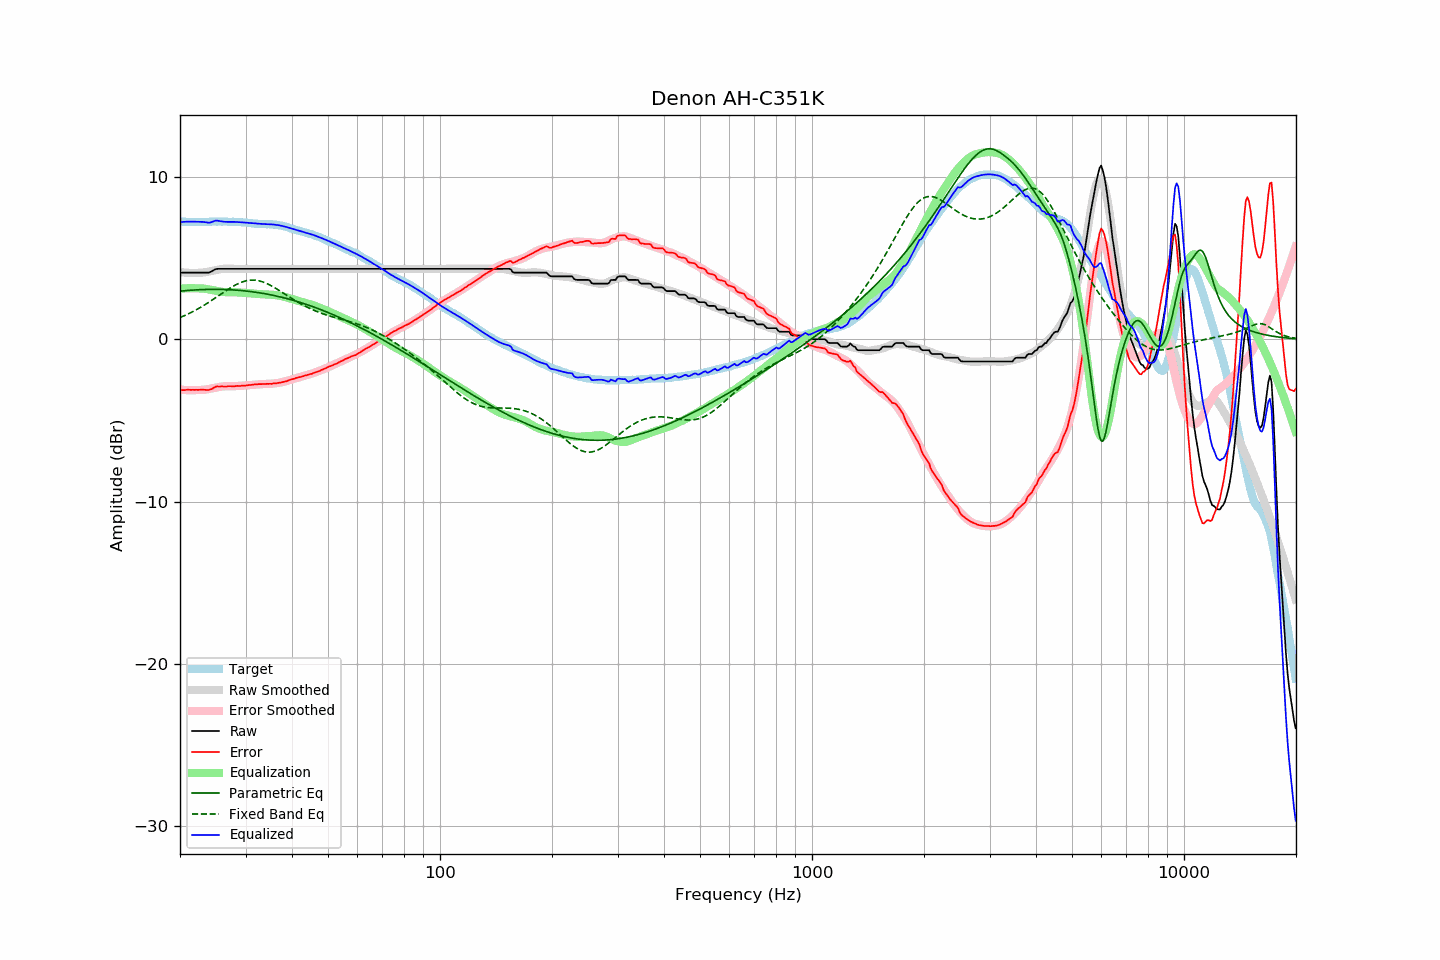 Denon AH-C351K
10
0
−10
−20
−30
Amplitude (dBr)
Target
Raw Smoothed
Error Smoothed
Raw
Error
Equalization
Parametric Eq
Fixed Band Eq
Equalized
100
1000
10000
Frequency (Hz)